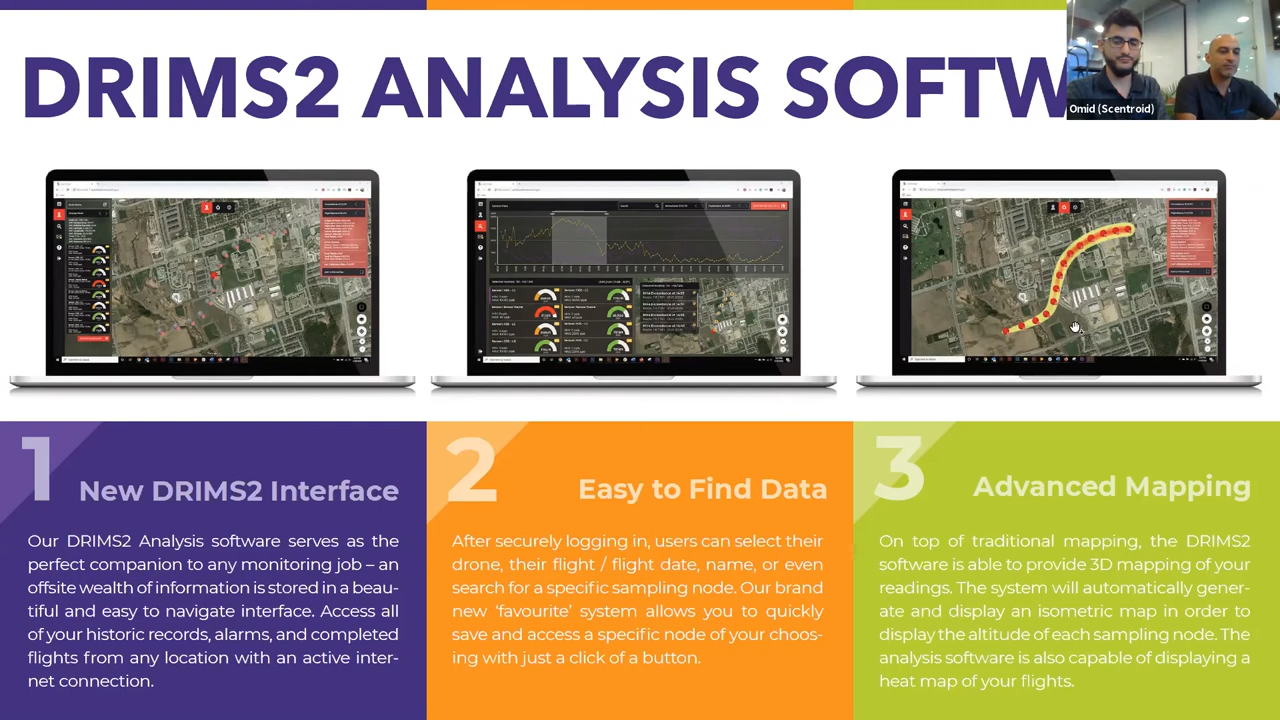 DRIMS2 ANALYSIS SOFTW
Omid (Scentroid)
1
New DRIMS2 Interface
Our DRIMS2 Analysis software serves as the
perfect companion to any monitoring job – an
offsite wealth of information is stored in a beau-
tiful and easy to navigate interface. Access all
of your historic records, alarms, and completed
flights from any location with an active inter-
net connection.
2
Easy to Find Data
After securely logging in, users can select their
drone, their flight / flight date, name, or even
search for a specific sampling node. Our brand
new ‘favourite’ system allows you to quickly
save and access a specific node of your choos-
ing with just a click of a button.
3
Advanced Mapping
On top of traditional mapping, the DRIMS2
software is able to provide 3D mapping of your
readings. The system will automatically gener-
ate and display an isometric map in order to
display the altitude of each sampling node. The
analysis software is also capable of displaying a
heat map of your flights.